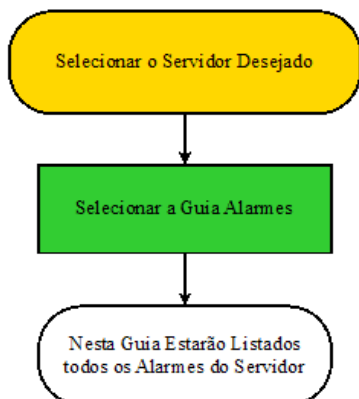 Selecionar o Servidor Desejado
Selecionar a Guia Alarmes
Nesta Guia Estarão Listados
todos os Alarmes do Servidor